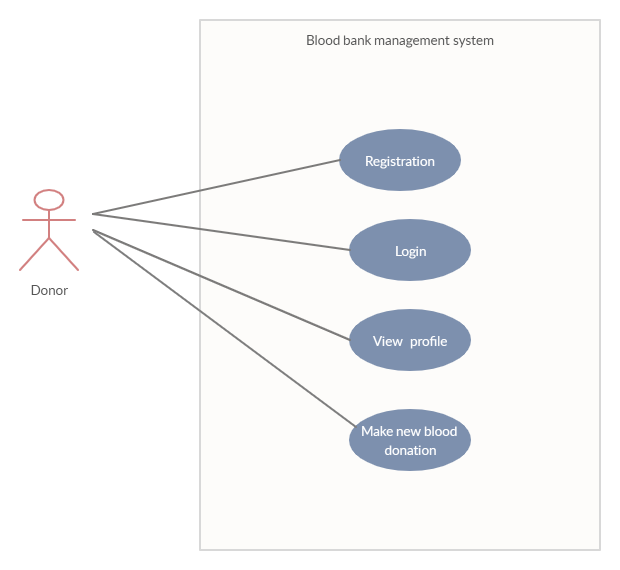 Blood bank management system
Registration
Login
Donor
View profile
Make new blood
donation